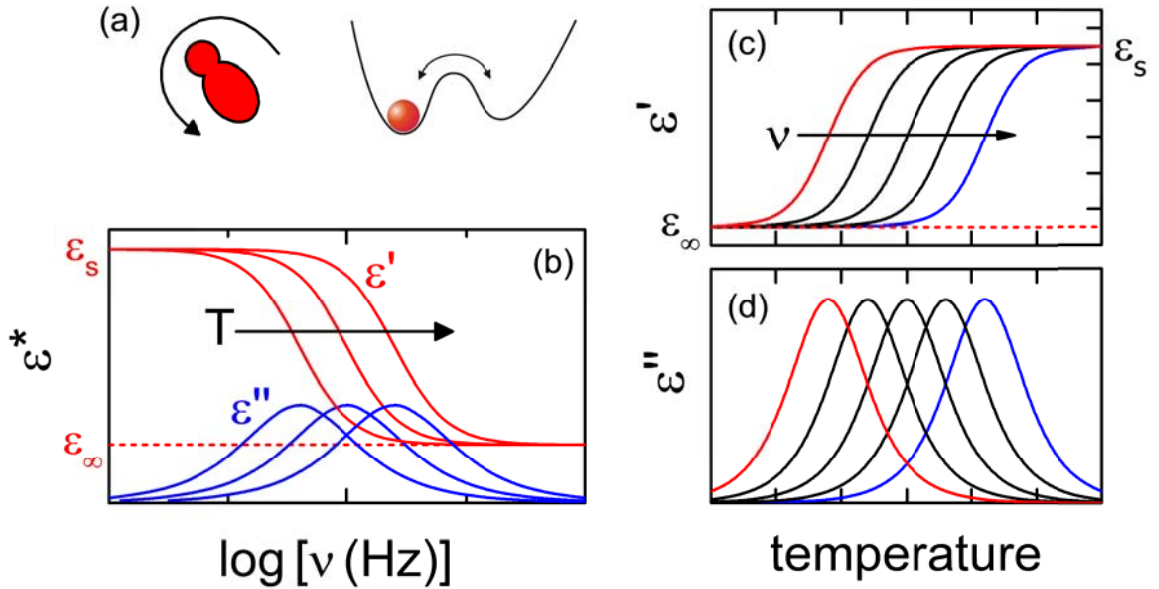 (a)
(b)
εs
ε'
T
ε''
ε∞
ε*
log [ν (Hz)]
(c)
εs
ε'
ν
ε∞
(d)
ε''
temperature